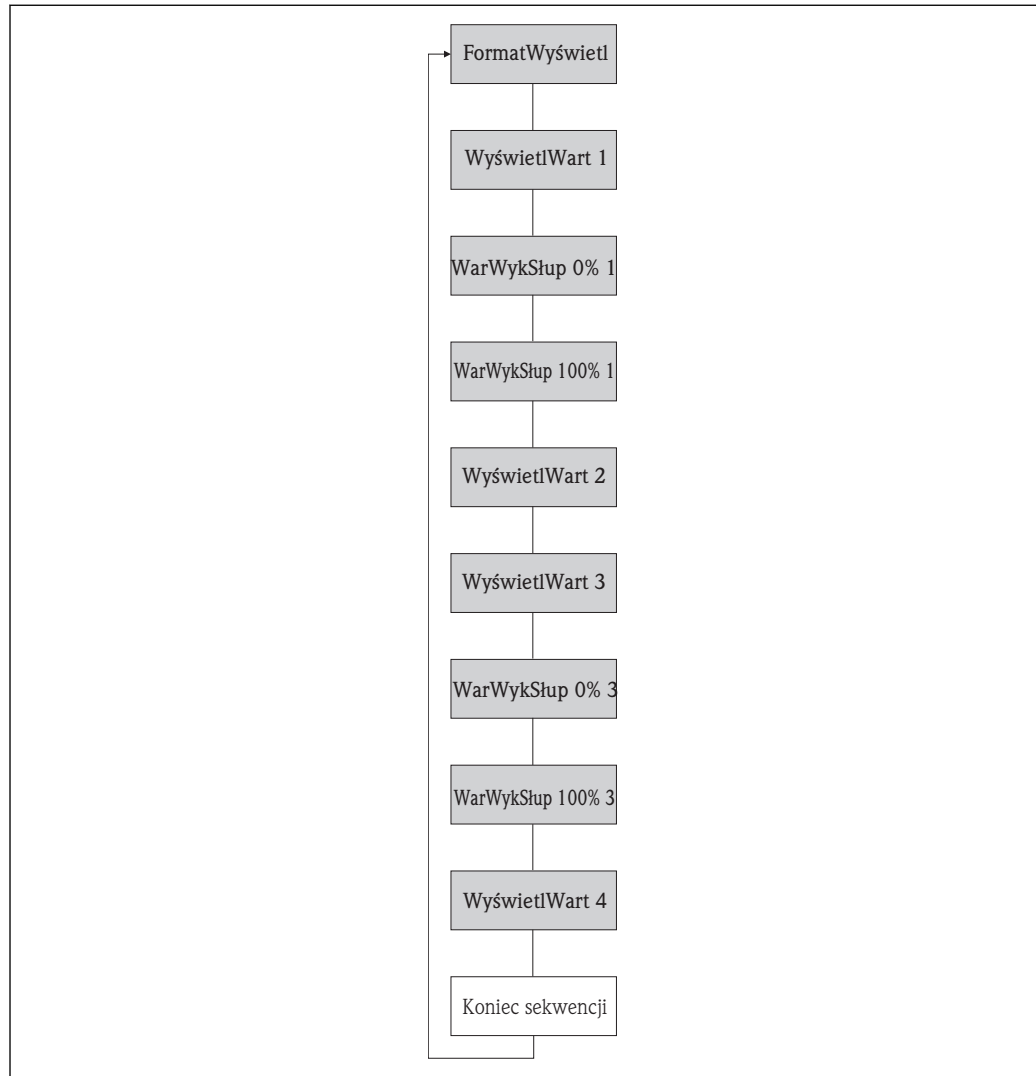 FormatWyświetl
WyświetlWart 1
WarWykSłup 0% 1
WarWykSłup 100% 1
WyświetlWart 2
WyświetlWart 3
WarWykSłup 0% 3
WarWykSłup 100% 3
WyświetlWart 4
Koniec sekwencji